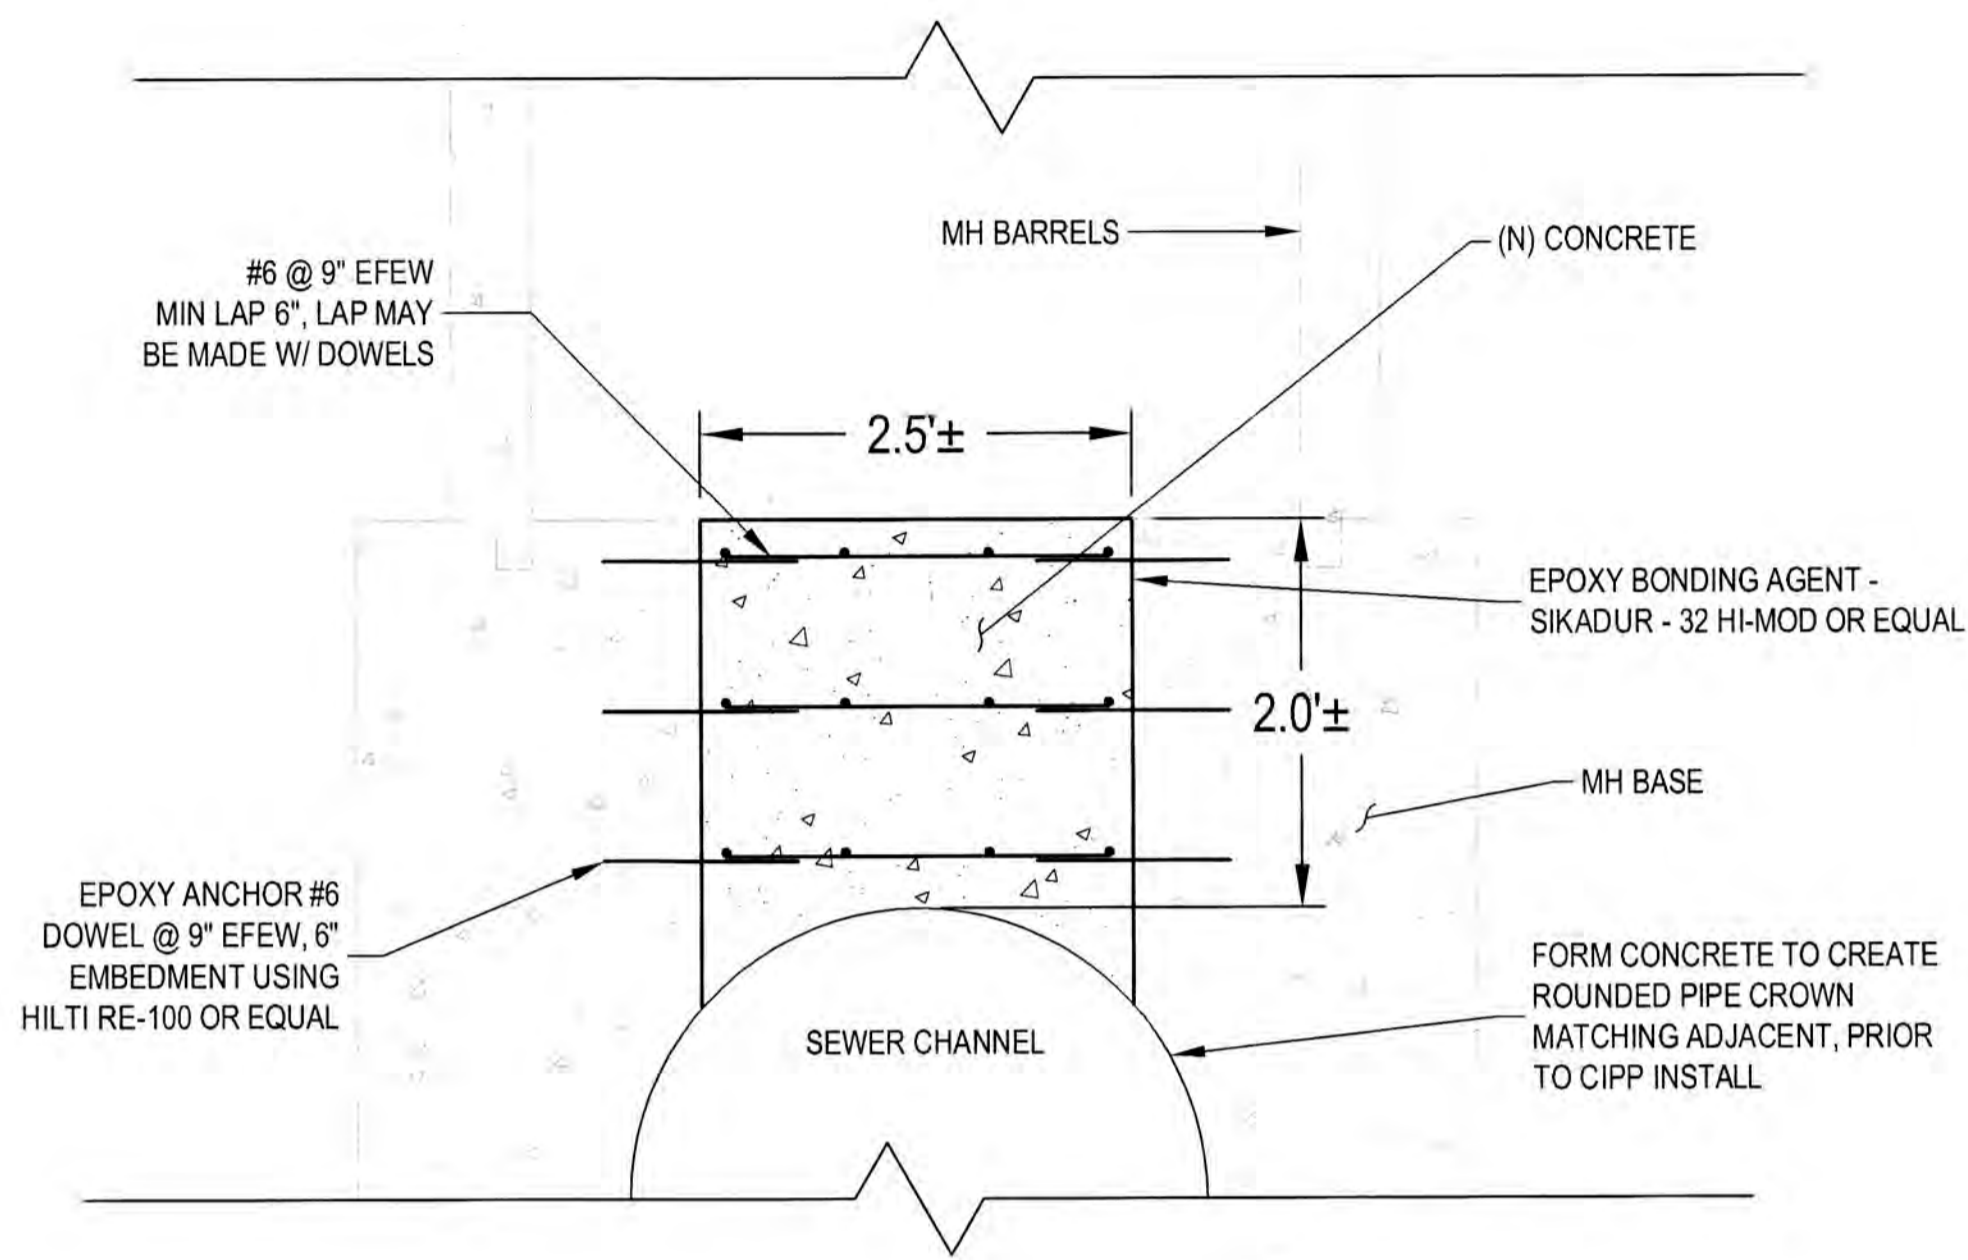 MH BARRELS
(N) CONCRETE
#6 @ 9" EFEW
MIN LAP 6", LAP MAY
BE MADE W/ DOWELS
2.5'±
EPOXY BONDING AGENT -
SIKADUR - 32 HI-MOD OR EQUAL
2.0'±
MH BASE
EPOXY ANCHOR #6
DOWEL @ 9" EFEW, 6"
EMBEDMENT USING
HILTI RE-100 OR EQUAL
FORM CONCRETE TO CREATE
ROUNDED PIPE CROWN
MATCHING ADJACENT, PRIOR
TO CIPP INSTALL
SEWER CHANNEL